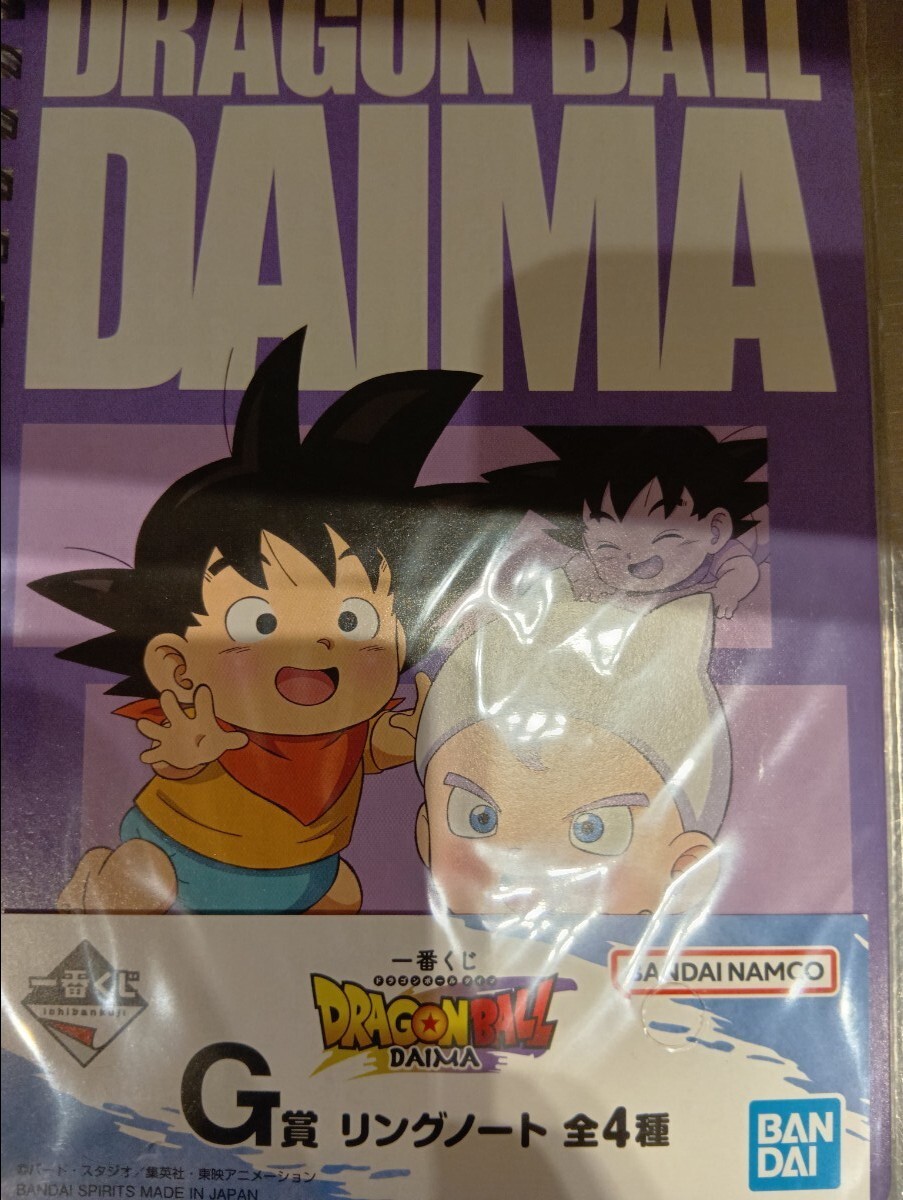 DRAGON BALL
DAIMA
一番くじ
ichibankuji
一番くじ
ドラゴンボールダイマ
DRAGON BALL
DAIMA
BANDAI NAMCO
G賞 リングノート 全4種
BAN
DAI
©バード・スタジオ/集英社・東映アニメーション
BANDAI SPIRITS MADE IN JAPAN